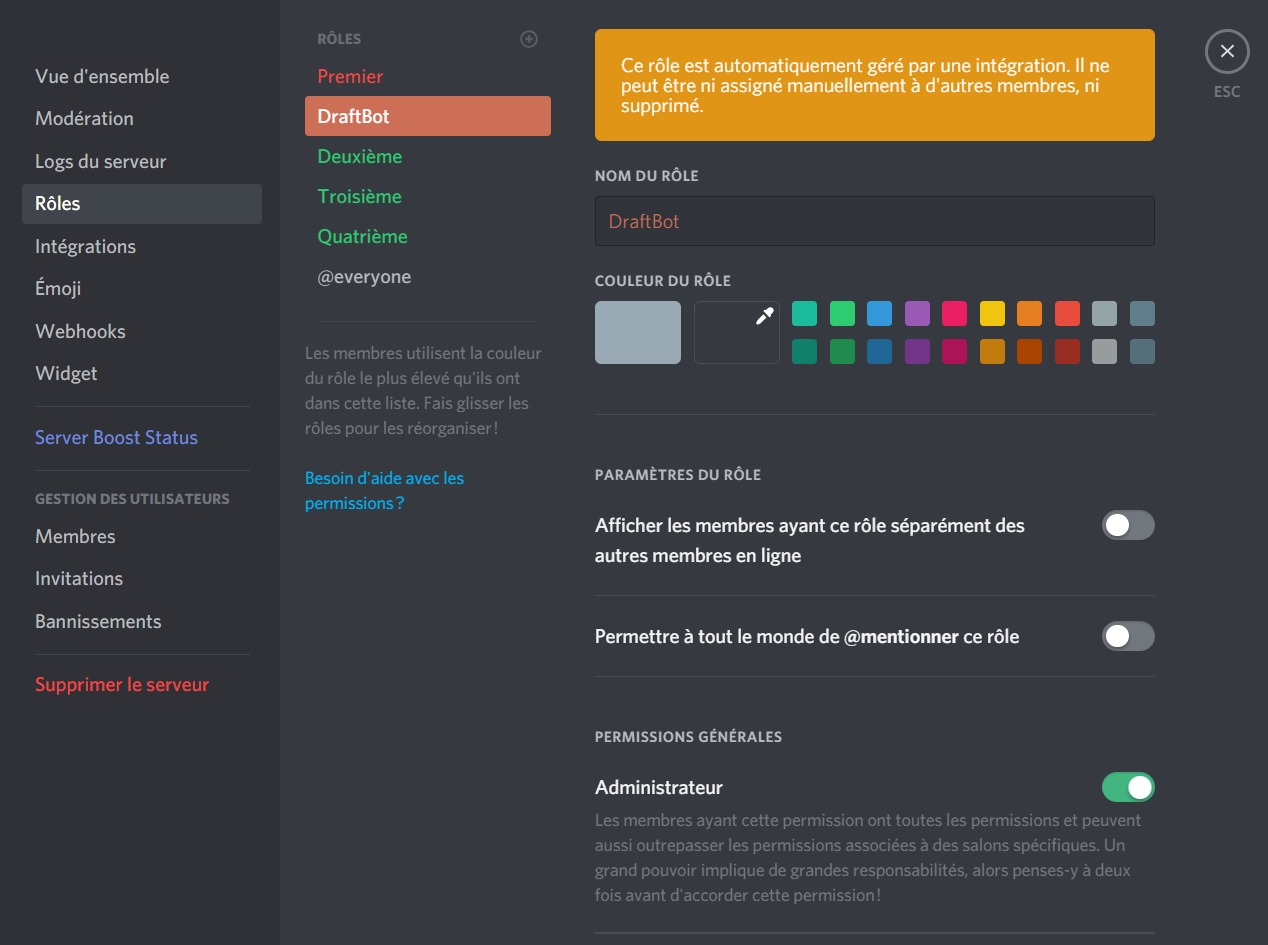 Vue d'ensemble
Modération
Logs du serveur
Rôles
Intégrations
Émoji
Webhooks
Widget
Server Boost Status
GESTION DES UTILISATEURS
Membres
Invitations
Bannissements
Supprimer le serveur
RÔLES
Premier
DraftBot
Deuxième
Troisième
Quatrième
@everyone
Les membres utilisent la couleur
du rôle le plus élevé qu'ils ont
dans cette liste. Fais glisser les
rôles pour les réorganiser !
Besoin d'aide avec les
permissions ?
Ce rôle est automatiquement géré par une intégration. Il ne
peut être ni assigné manuellement à d'autres membres, ni
supprimé.
NOM DU RÔLE
DraftBot
COULEUR DU RÔLE
PARAMÈTRES DU RÔLE
Afficher les membres ayant ce rôle séparément des
autres membres en ligne
Permettre à tout le monde de @mentionner ce rôle
PERMISSIONS GÉNÉRALES
Administrateur
Les membres ayant cette permission ont toutes les permissions et peuvent
aussi outrepasser les permissions associées à des salons spécifiques. Un
grand pouvoir implique de grandes responsabilités, alors penses-y à deux
fois avant d'accorder cette permission !
ESC